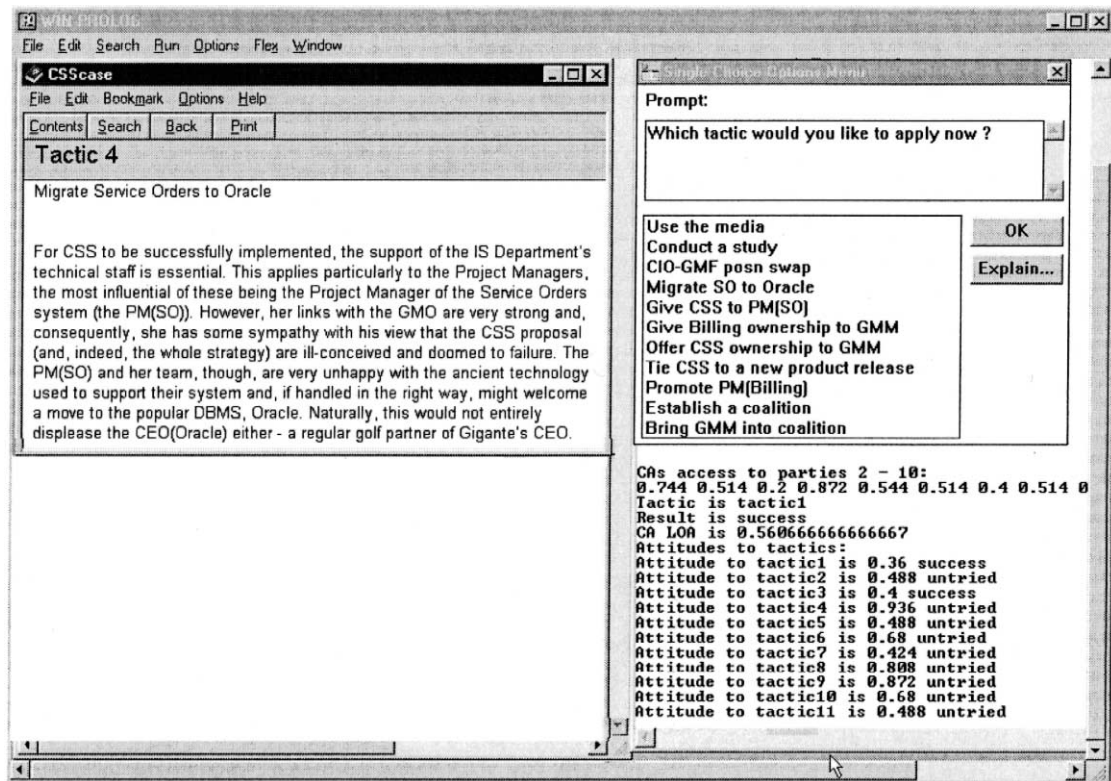 WIN-PROLOG
File Edit Search Run Options Flex Window
CSScase
File Edit Bookmark Options Help
Contents Search Back Print
Tactic 4
Migrate Service Orders to Oracle
For CSS to be successfully implemented, the support of the IS Department's
technical staff is essential. This applies particularly to the Project Managers,
the most influential of these being the Project Manager of the Service Orders
system (the PM(SO)). However, her links with the GMO are very strong and,
consequently, she has some sympathy with his view that the CSS proposal
(and, indeed, the whole strategy) are ill-conceived and doomed to failure. The
PM(SO) and her team, though, are very unhappy with the ancient technology
used to support their system and, if handled in the right way, might welcome
a move to the popular DBMS, Oracle. Naturally, this would not entirely
displease the CEO(Oracle) either - a regular golf partner of Gigante's CEO.
Single Choice Options Menu
Prompt:
Which tactic would you like to apply now ?
Use the media
Conduct a study
CIO-GMF posn swap
Migrate SO to Oracle
Give CSS to PM(SO)
Give Billing ownership to GMM
Offer CSS ownership to GMM
Tie CSS to a new product release
Promote PM(Billing)
Establish a coalition
Bring GMM into coalition
OK
Explain...
CAs access to parties 2 - 10:
0.744 0.514 0.2 0.872 0.544 0.514 0.4 0.514 0
Tactic is tactic1
Result is success
CA LOA is 0.560666666666667
Attitudes to tactics:
Attitude to tactic1 is 0.36 success
Attitude to tactic2 is 0.488 untried
Attitude to tactic3 is 0.4 success
Attitude to tactic4 is 0.936 untried
Attitude to tactic5 is 0.488 untried
Attitude to tactic6 is 0.68 untried
Attitude to tactic7 is 0.424 untried
Attitude to tactic8 is 0.808 untried
Attitude to tactic9 is 0.872 untried
Attitude to tactic10 is 0.68 untried
Attitude to tactic11 is 0.488 untried